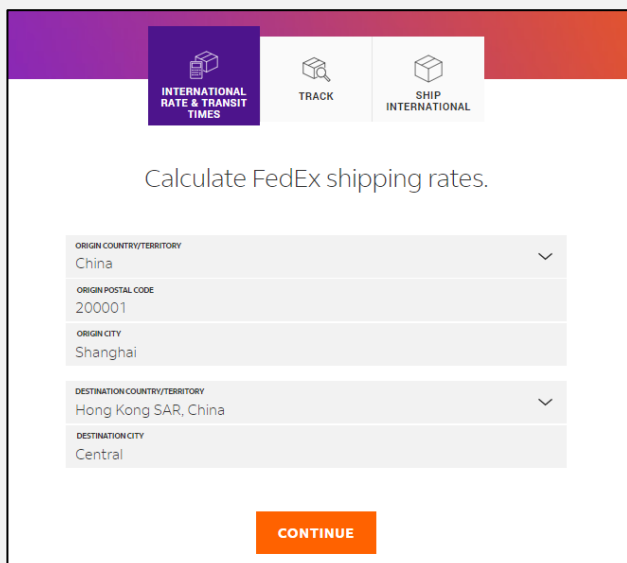 INTERNATIONAL
RATE & TRANSIT
TIMES
TRACK
SHIP
INTERNATIONAL
Calculate FedEx shipping rates.
ORIGIN COUNTRY/TERRITORY
China
ORIGIN POSTAL CODE
200001
ORIGIN CITY
Shanghai
DESTINATION COUNTRY/TERRITORY
Hong Kong SAR, China
DESTINATION CITY
Central
CONTINUE